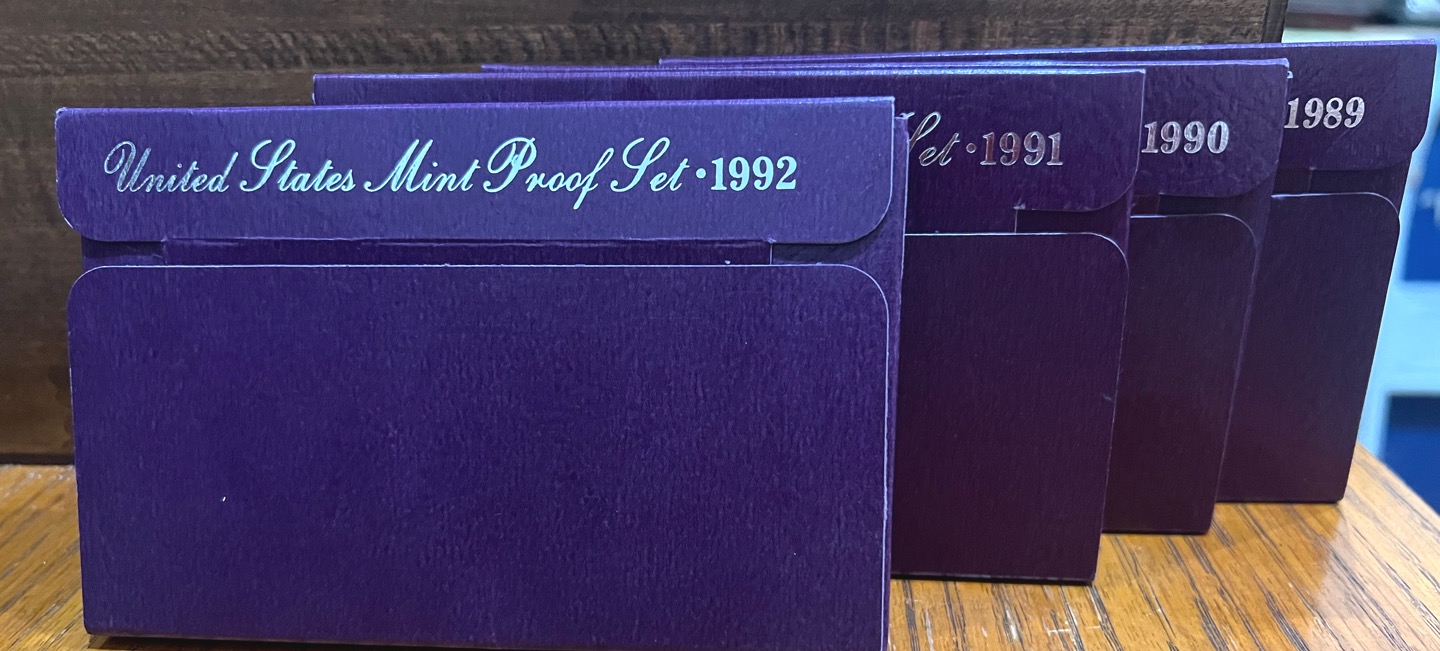 United States Mint Proof Set · 1992
Set · 1991
1990
1989